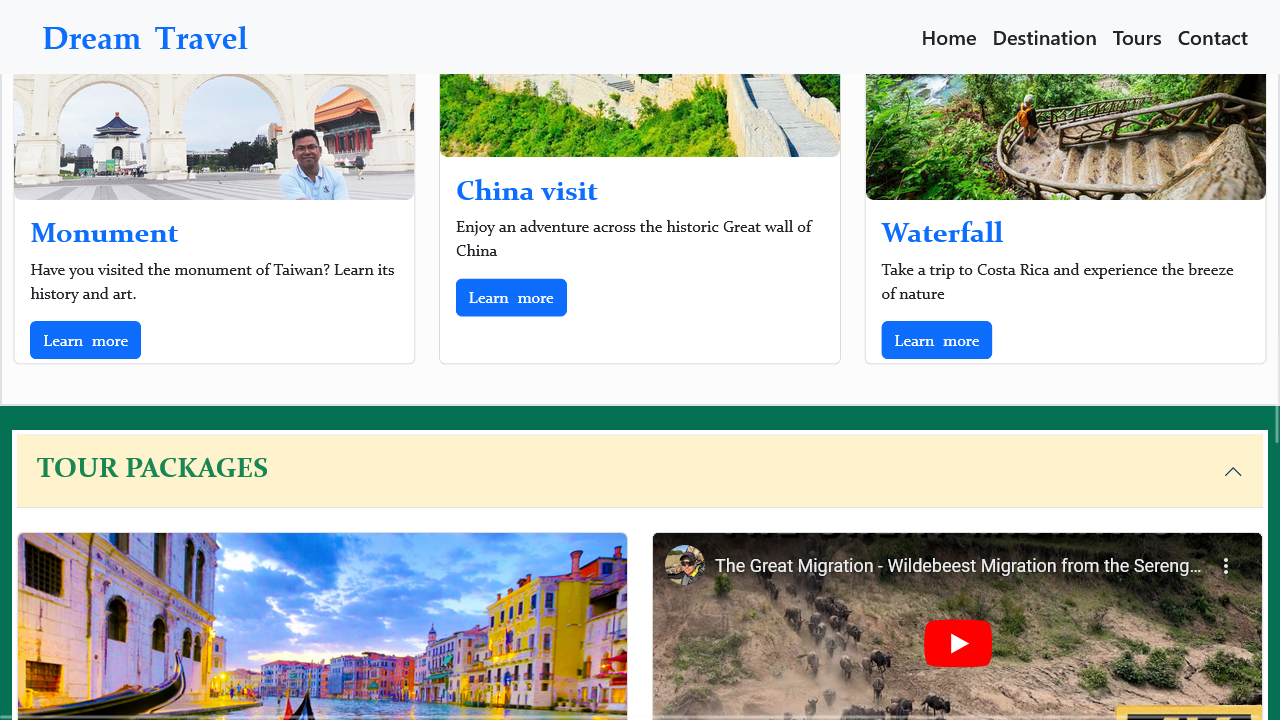 Dream Travel
Home Destination Tours Contact
Monument
Have you visited the monument of Taiwan? Learn its
history and art.
Learn more
China visit
Enjoy an adventure across the historic Great wall of
China
Learn more
Waterfall
Take a trip to Costa Rica and experience the breeze
of nature
Learn more
TOUR PACKAGES
The Great Migration - Wildebeest Migration from the Sereng...